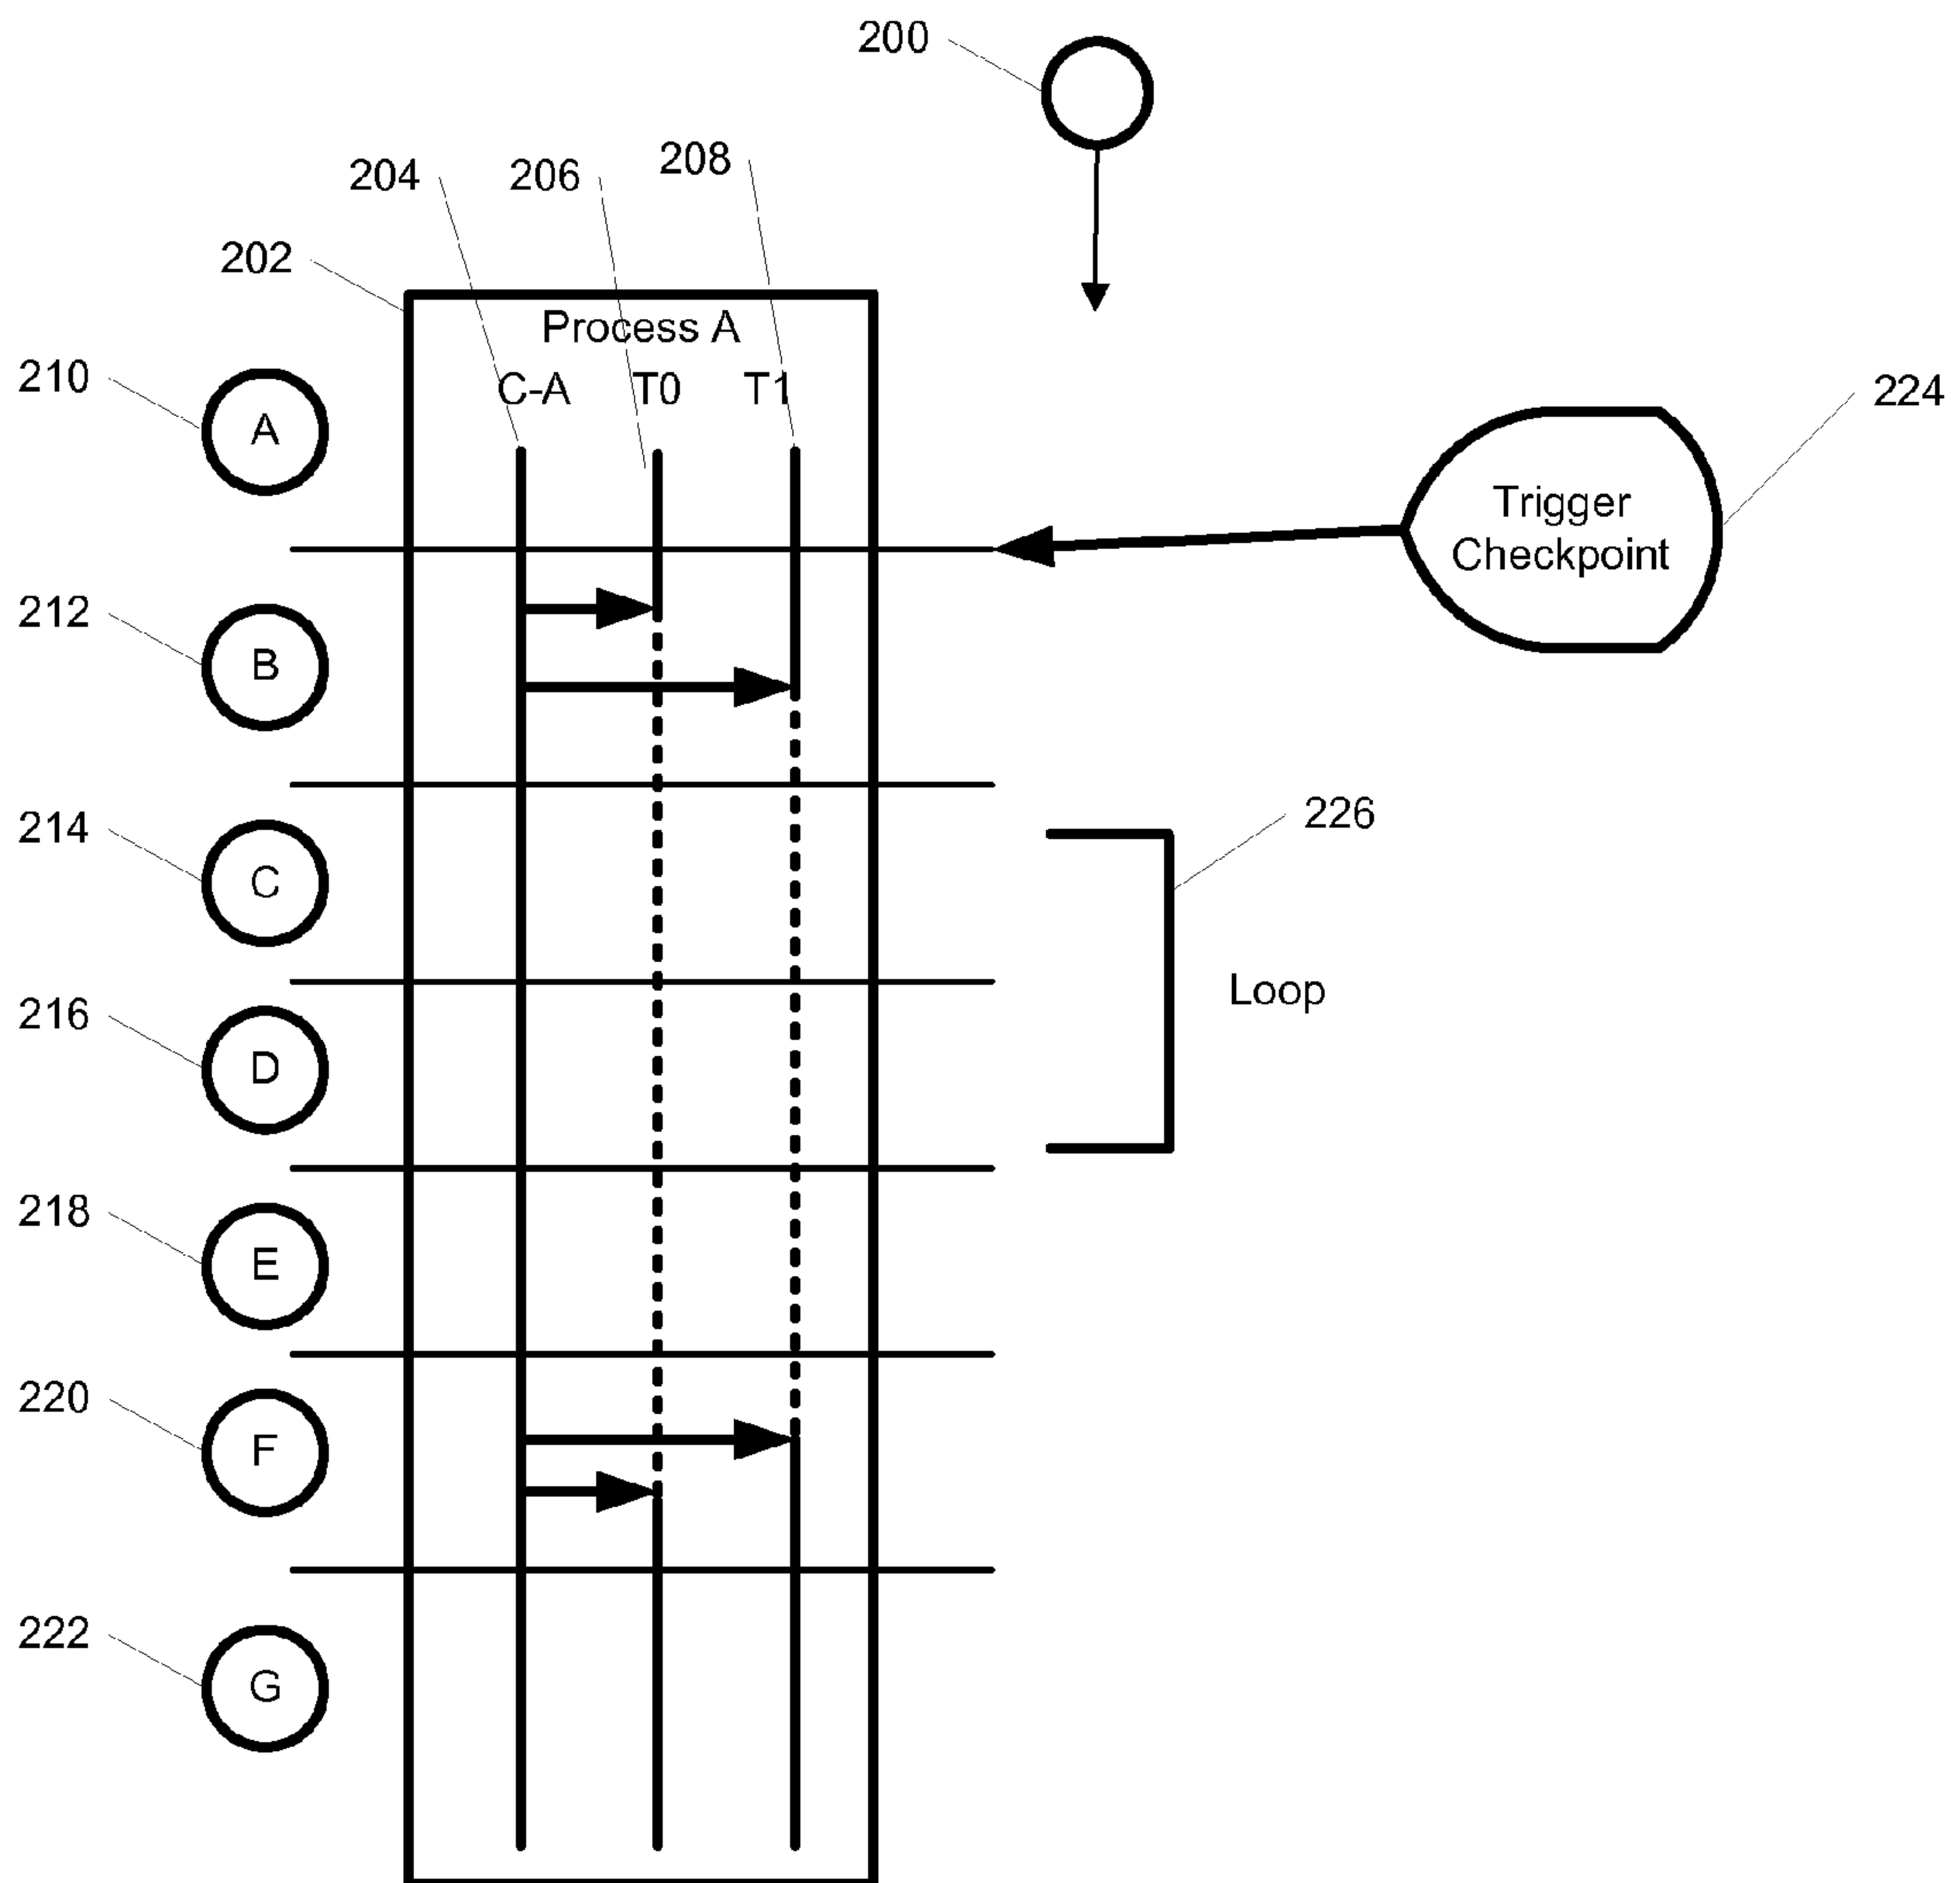 200
208
204
206
202
Process A
C-A T0 T1
210
A
224
Trigger
Checkpoint
212
B
214
C
226
216
D
Loop
218
E
220
F
222
G